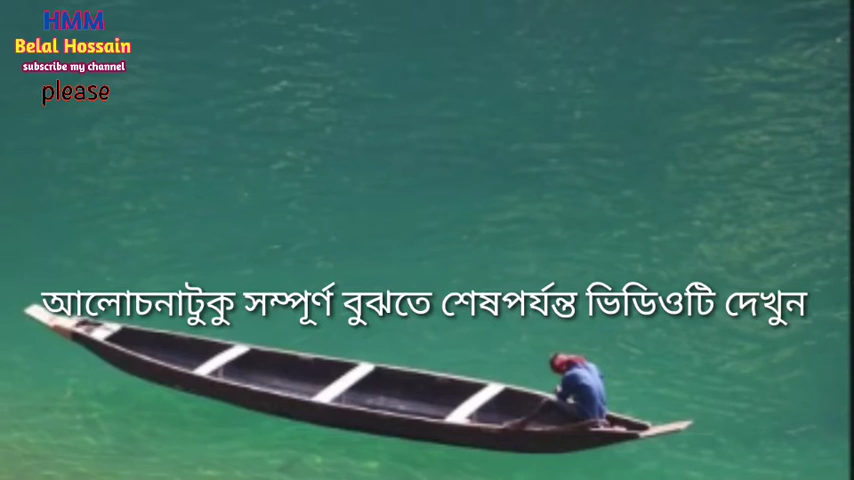 HMM
Belal Hossain
subscribe my channel
please
আলোচনাটুকু সম্পূর্ণ বুঝতে শেষপর্যন্ত ভিডিওটি দেখুন